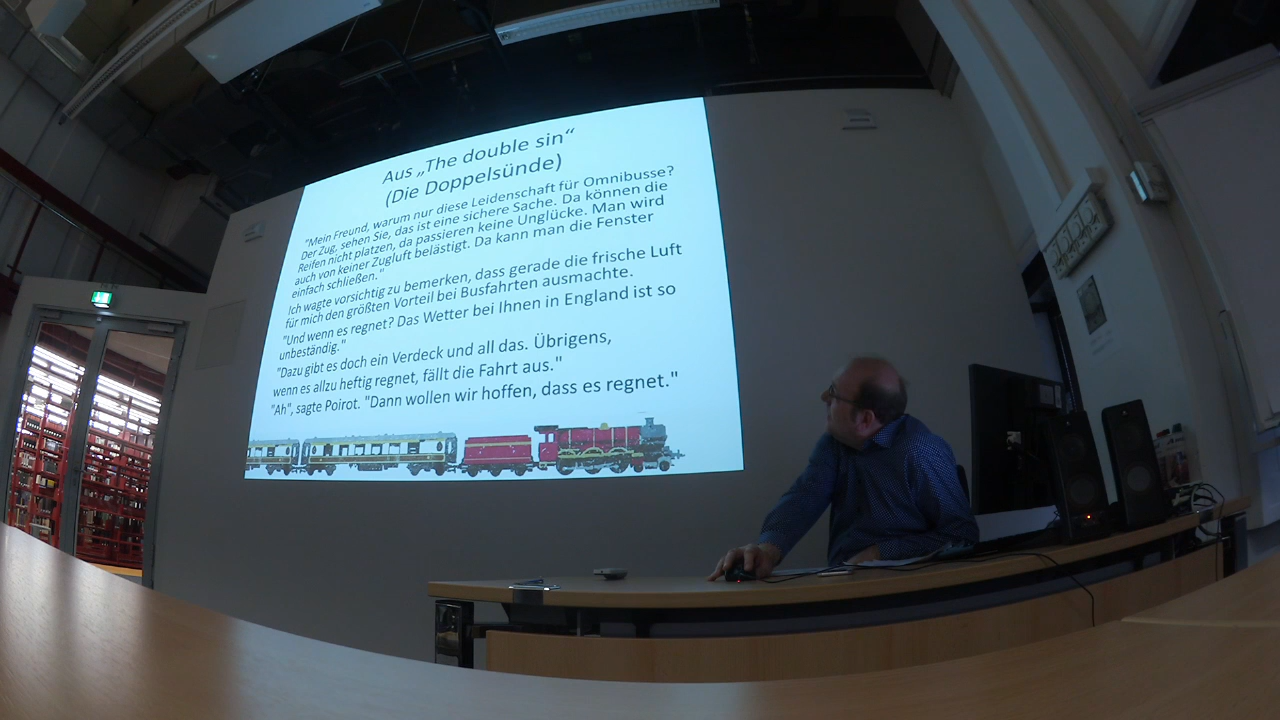 Aus „The double sin“
(Die Doppelsünde)
"Mein Freund, warum nur diese Leidenschaft für Omnibusse?
Der Zug, sehen Sie, das ist eine sichere Sache. Da können die
Reifen nicht platzen, da passieren keine Unglücke. Man wird
auch von keiner Zugluft belästigt. Da kann man die Fenster
einfach schließen."
Ich wagte vorsichtig zu bemerken, dass gerade die frische Luft
für mich den größten Vorteil bei Busfahrten ausmachte.
"Und wenn es regnet? Das Wetter bei Ihnen in England ist so
unbeständig."
"Dazu gibt es doch ein Verdeck und all das. Übrigens,
wenn es allzu heftig regnet, fällt die Fahrt aus."
"Ah", sagte Poirot. "Dann wollen wir hoffen, dass es regnet."